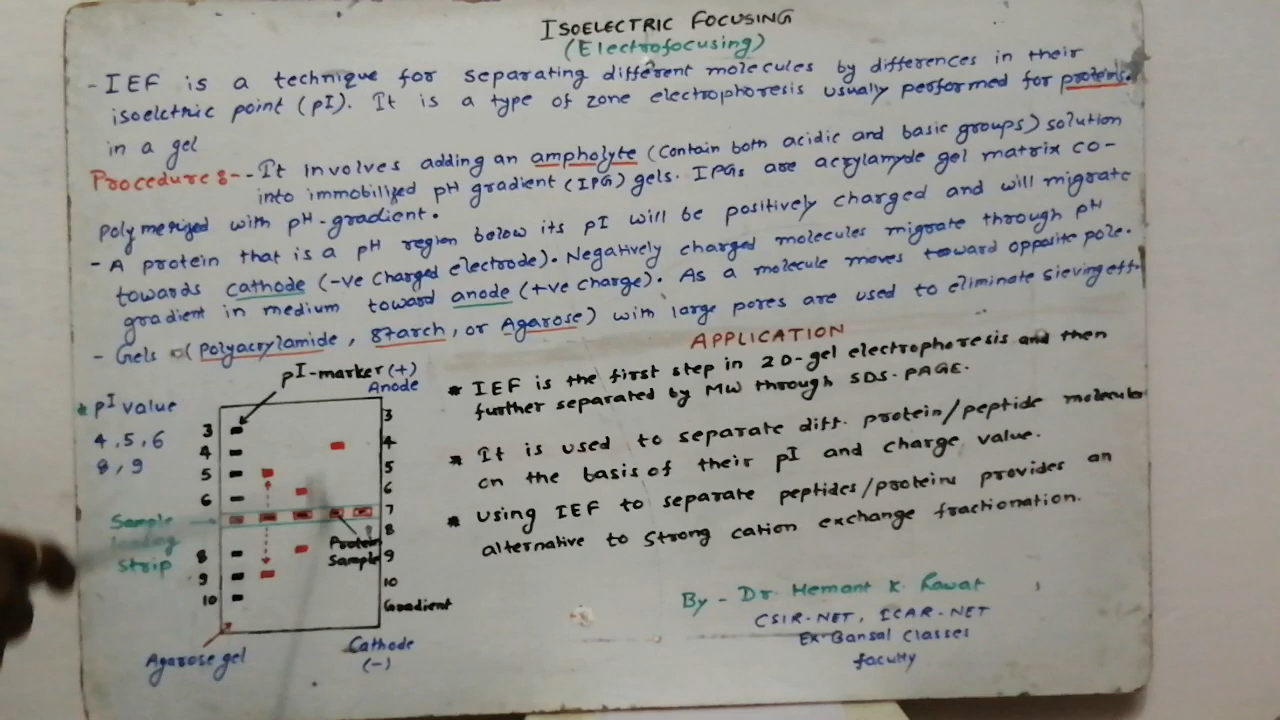 ISOELECTRIC FOCUSING
(Electrofocusing)
- IEF is a technique for separating different molecules by differences in their
isoelctric point (pI). It is a type of zone electrophoresis usually performed for proteins.
in a gel
Procedure:- - It involves adding an ampholyte (contain both acidic and basic groups) solution
into immobilized pH gradient (IPG) gels. IPGs are acrylamyde gel matrix co-
polymerized with pH-gradient.
- A protein that is a pH region below its pI will be positively charged and will migrate
towards cathode (-ve charged electrode). Negatively charged molecules migrate through pH
gradient in medium toward anode (+ve charge). As a molecule moves toward opposite pole.
- Gels (Polyacrylamide, starch, or Agarose) with large pores are used to eliminate sieving eff
APPLICATION
* IEF is the first step in 2D-gel electrophoresis and then
further separated by MW through SDS-PAGE.
* It is used to separate diff. protein/peptide molecules
on the basis of their pI and charge value.
* Using IEF to separate peptides/proteins provides an
alternative to strong cation exchange fractionation.
By - Dr. Hemant K. Rawat
CSIR-NET, ICAR-NET
Ex-Bansal Classes
faculty
pI-marker (+)
Anode
* pI value
4, 5, 6
8, 9
3
4
5
6
8
9
10
3
4
5
6
7
8
9
10
Gradient
Sample
loading
strip
Protein
Sample
Agarose gel
Cathode
(-)